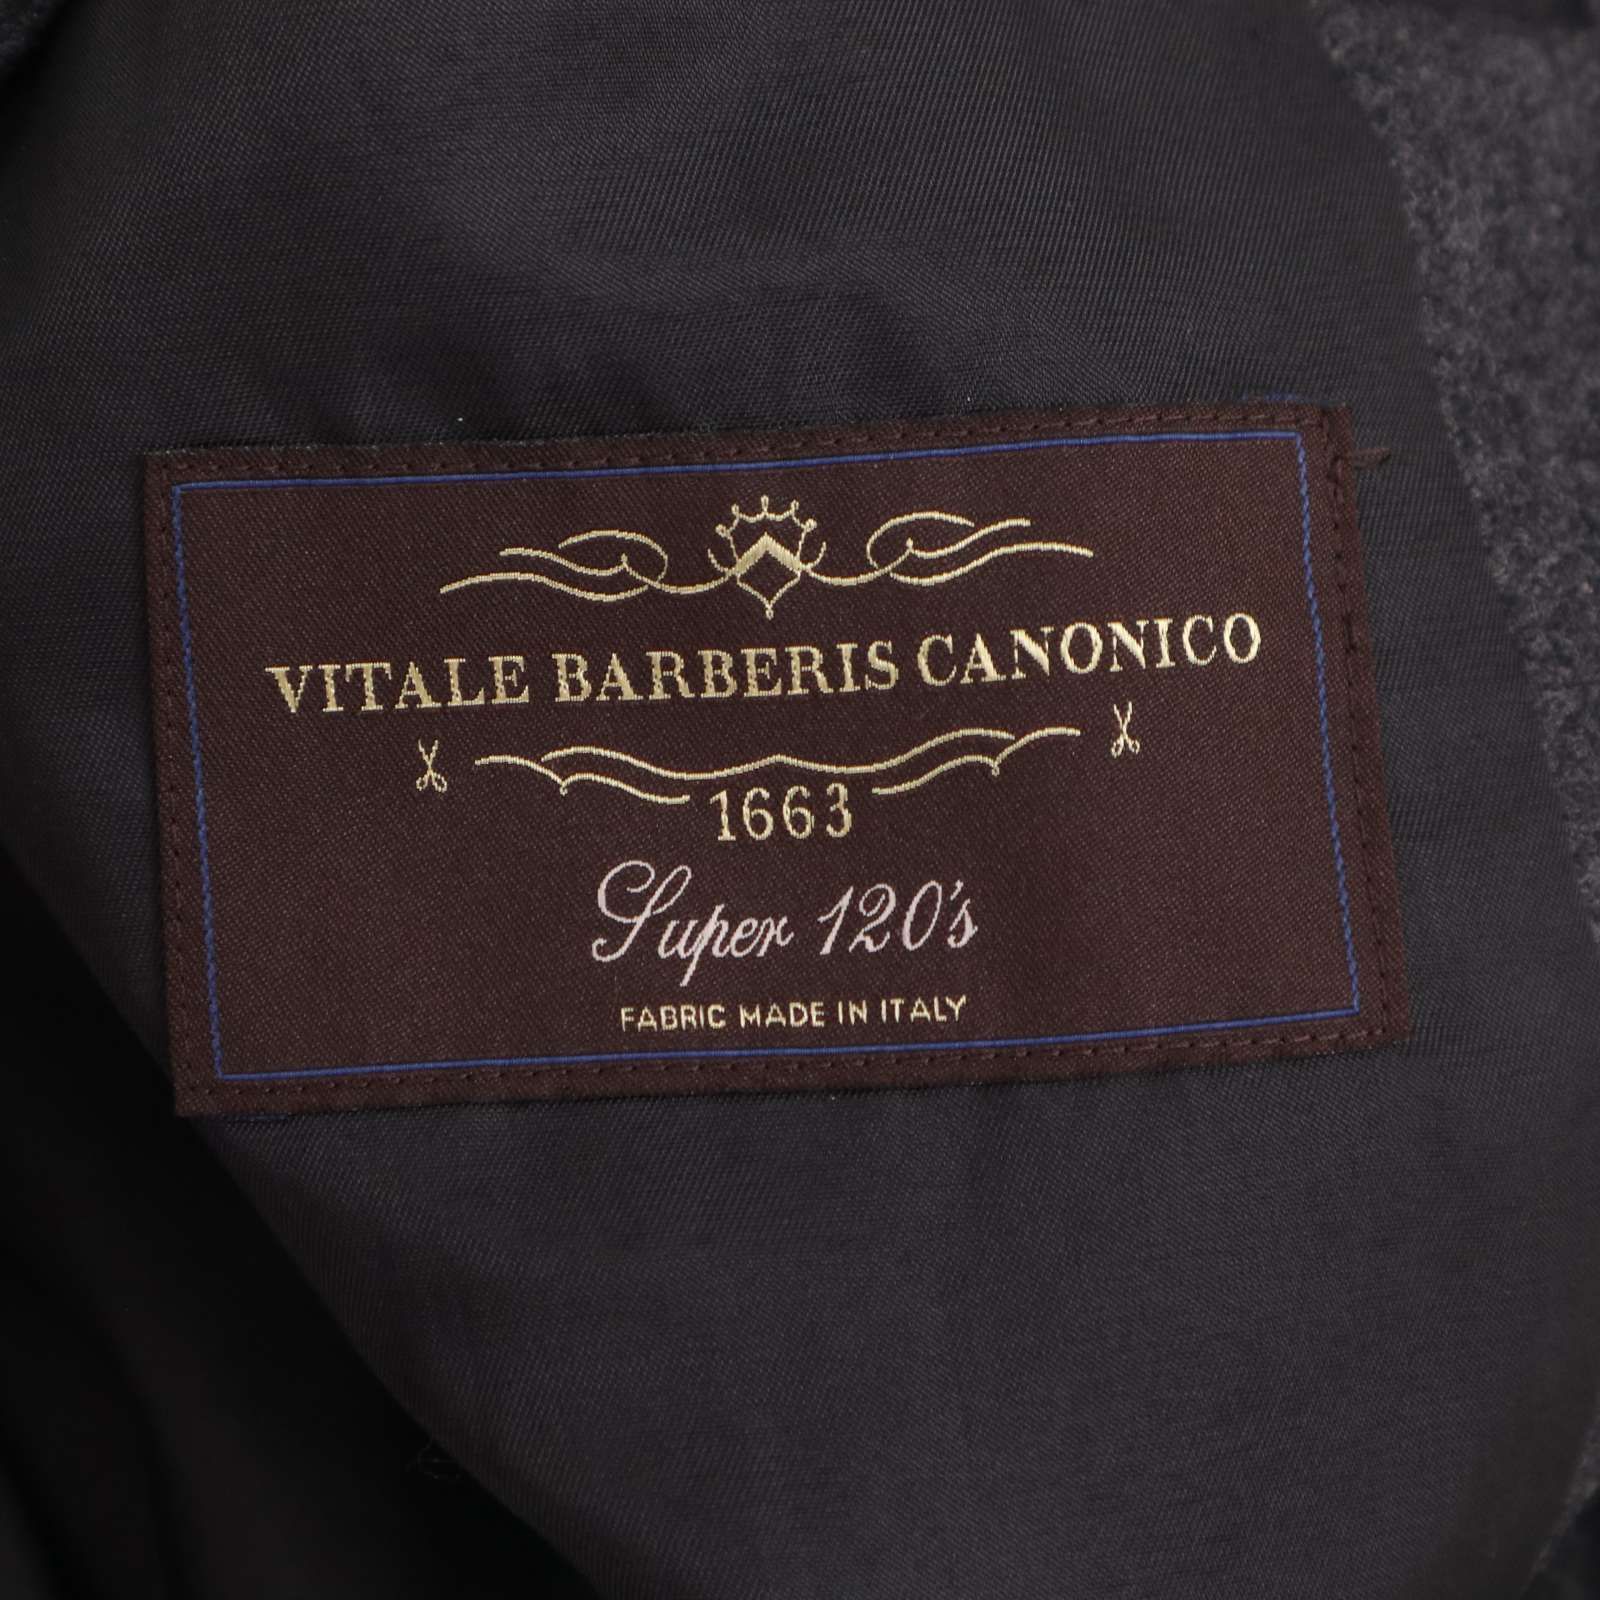 VITALE BARBERIS CANONICO
1663
Super 120's
FABRIC MADE IN ITALY